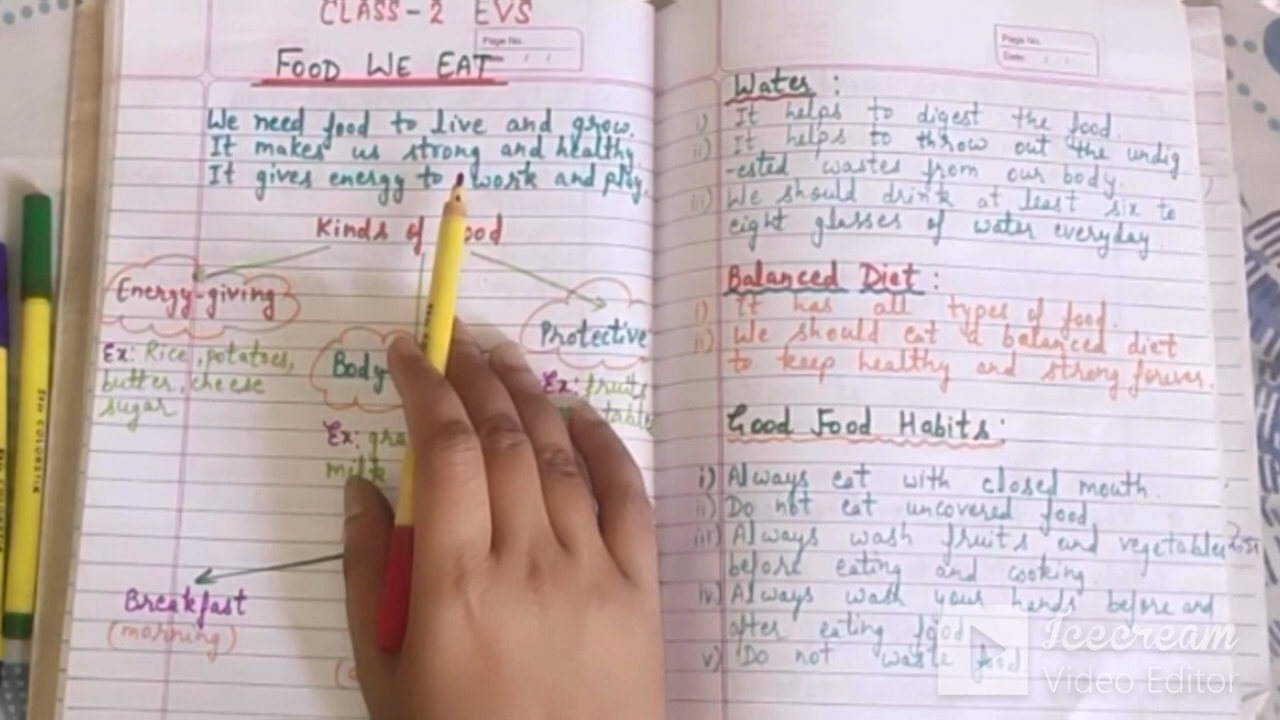 CLASS-2 EVS
Page No.
Date: / /
FOOD WE EAT
We need food to live and grow.
It makes us strong and healthy
It gives energy to work and play.
Kinds of
Energy-giving
Ex: Rice, potatoes,
butter, cheese
sugar
Body
Ex:
milk
Protective
Ex: fruits
Breakfast
(morning)
Page No.
Date: / /
Water :
i) It helps to digest the food.
ii) It helps to throw out the undig
-ested wastes from our body.
iii) We should drink at least six to
eight glasses of water everyday.
Balanced Diet :
i) It has all types of food.
ii) We should eat a balanced diet
to keep healthy and strong forever.
Good Food Habits :
i) Always eat with closed mouth.
ii) Do not eat uncovered food.
iii) Always wash fruits and vegetables
before eating and cooking
iv) Always wash your hands before and
after eating food
v) Do not waste food
Icecream
Video Editor